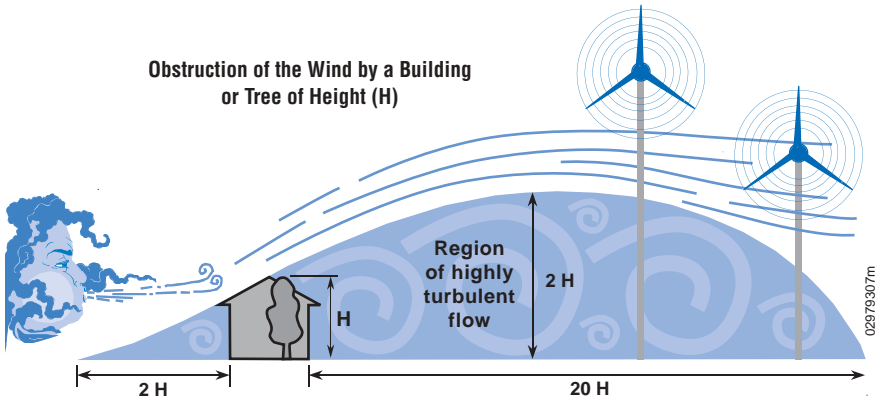 Obstruction of the Wind by a Building
or Tree of Height (H)
Region
of highly
turbulent
flow
2 H
H
2 H
20 H
02979307m